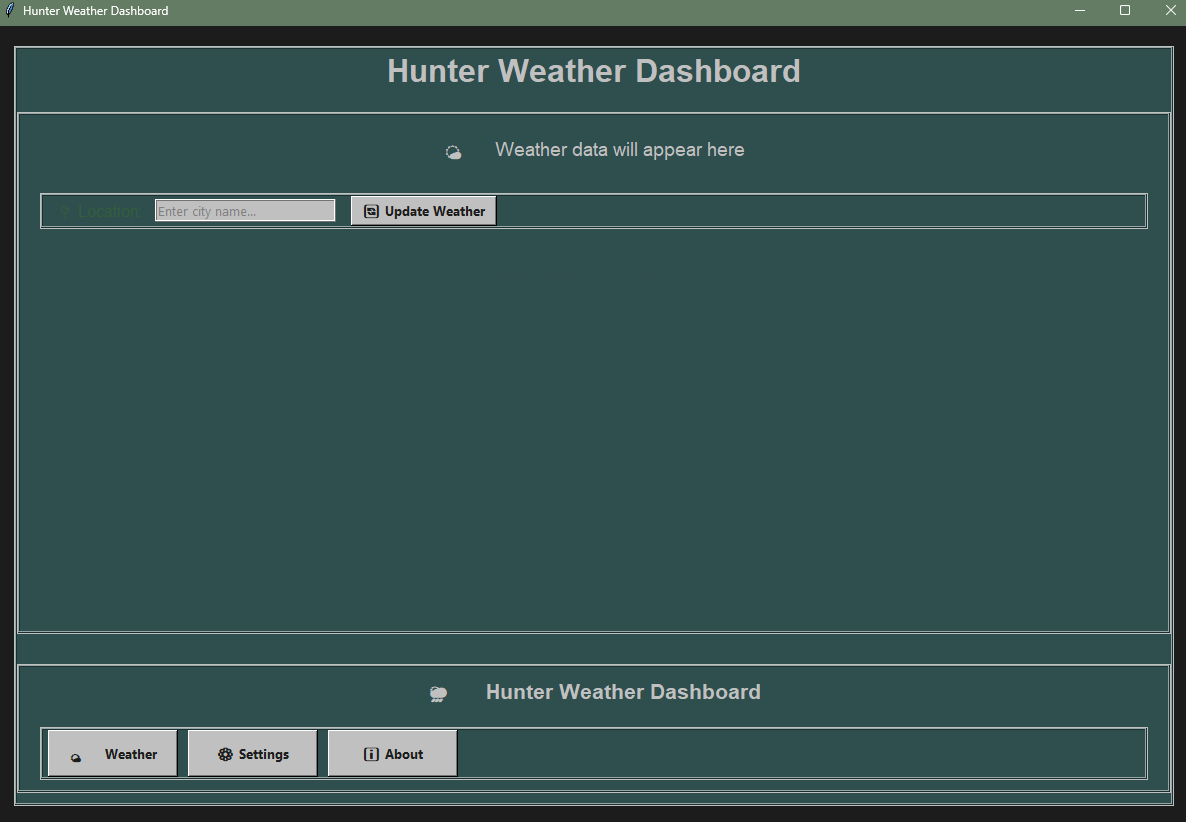 Hunter Weather Dashboard
Hunter Weather Dashboard
Weather data will appear here
Location:
Enter city name...
Update Weather
Hunter Weather Dashboard
Weather
Settings
About